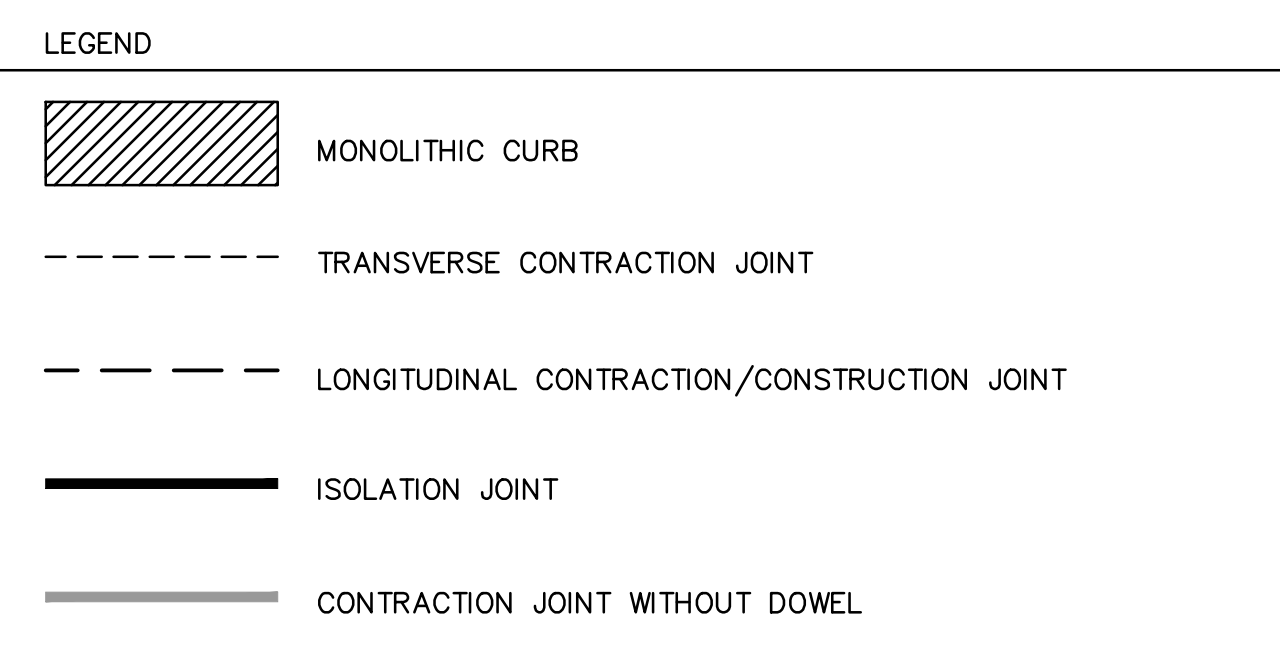 LEGEND
MONOLITHIC CURB
TRANSVERSE CONTRACTION JOINT
LONGITUDINAL CONTRACTION/CONSTRUCTION JOINT
ISOLATION JOINT
CONTRACTION JOINT WITHOUT DOWEL